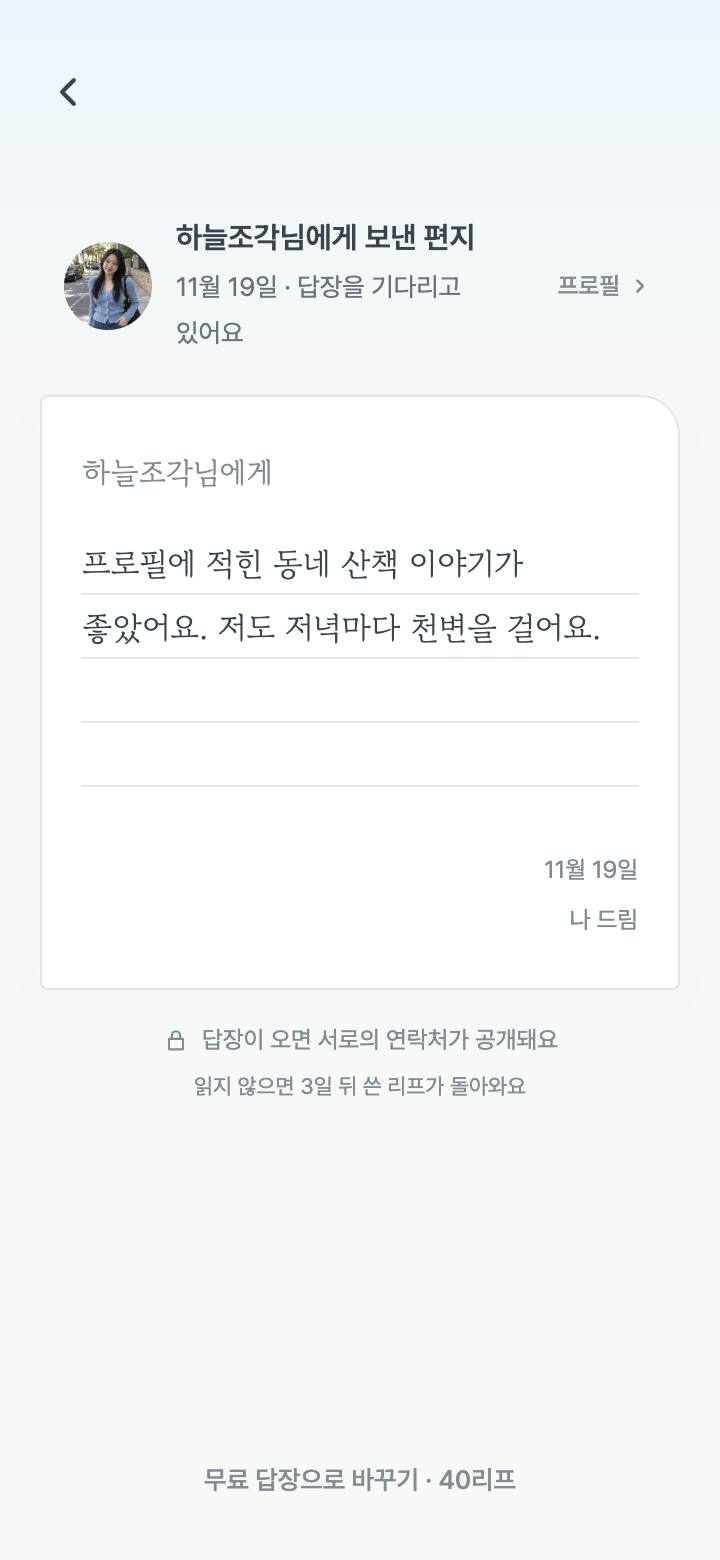 하늘조각님에게 보낸 편지
11월 19일 · 답장을 기다리고
있어요
프로필
하늘조각님에게
프로필에 적힌 동네 산책 이야기가
좋았어요. 저도 저녁마다 천변을 걸어요.
11월 19일
나 드림
답장이 오면 서로의 연락처가 공개돼요
읽지 않으면 3일 뒤 쓴 리프가 돌아와요
무료 답장으로 바꾸기 · 40리프